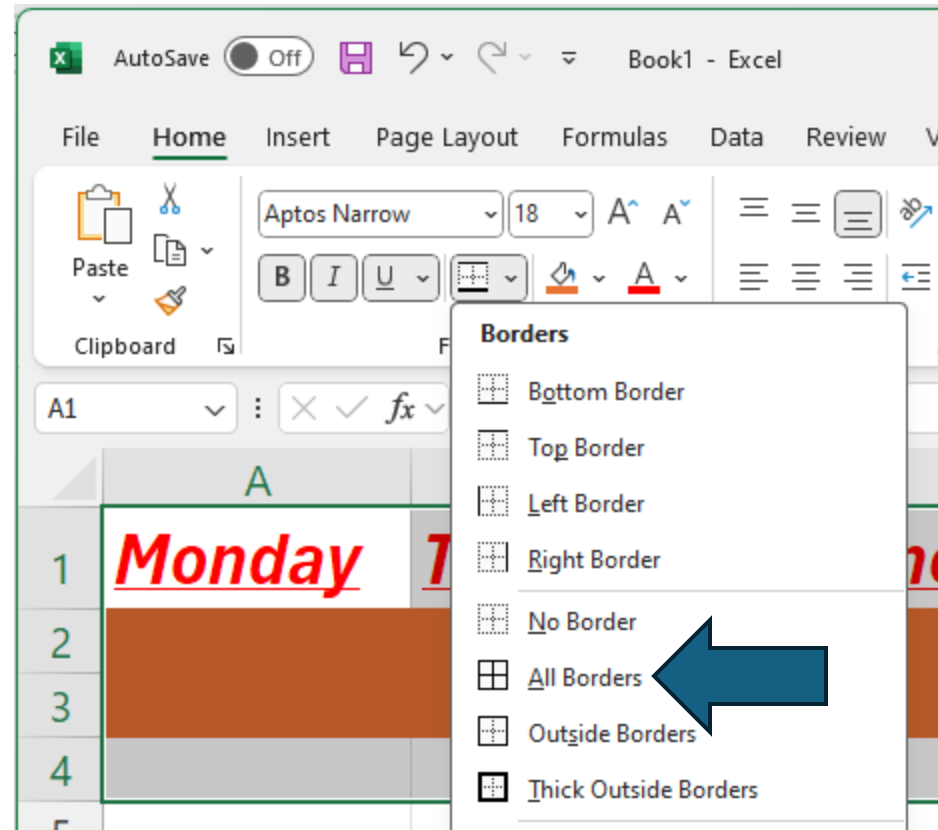 AutoSave Off Book1 - Excel
File Home Insert Page Layout Formulas Data Review
Aptos Narrow 18
Paste B I U A
Clipboard
A1 fx
Borders
Bottom Border
Top Border
Left Border
Right Border
No Border
All Borders
Outside Borders
Thick Outside Borders
A
1 Monday
2
3
4